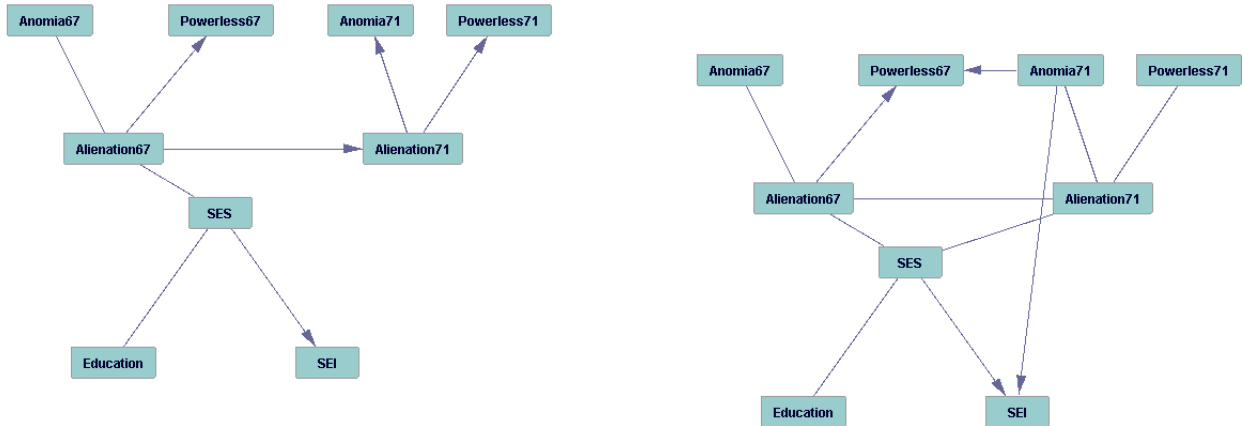 Anomia67
Powerless67
Anomia71
Powerless71
Alienation67
Alienation71
SES
Education
SEI
Anomia67
Powerless67
Anomia71
Powerless71
Alienation67
Alienation71
SES
Education
SEI